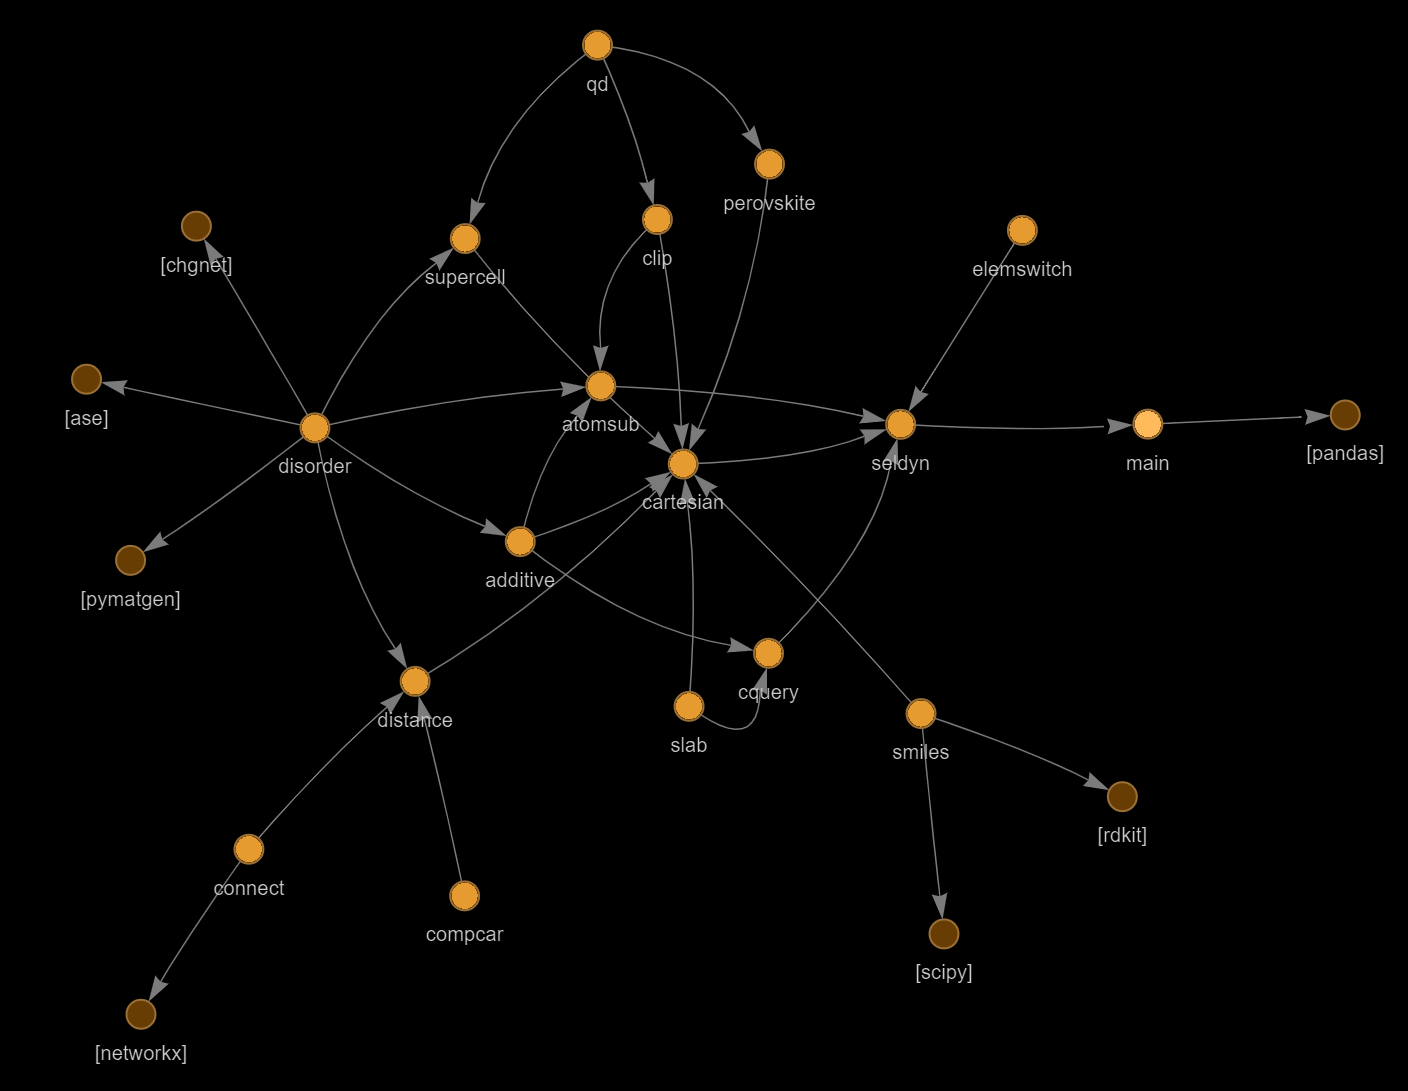 qd
perovskite
clip
[chgnet]
supercell
elemswitch
[ase]
atomsub
disorder
seldyn
main
[pandas]
cartesian
additive
[pymatgen]
cquery
distance
slab
smiles
[rdkit]
connect
compcar
[scipy]
[networkx]